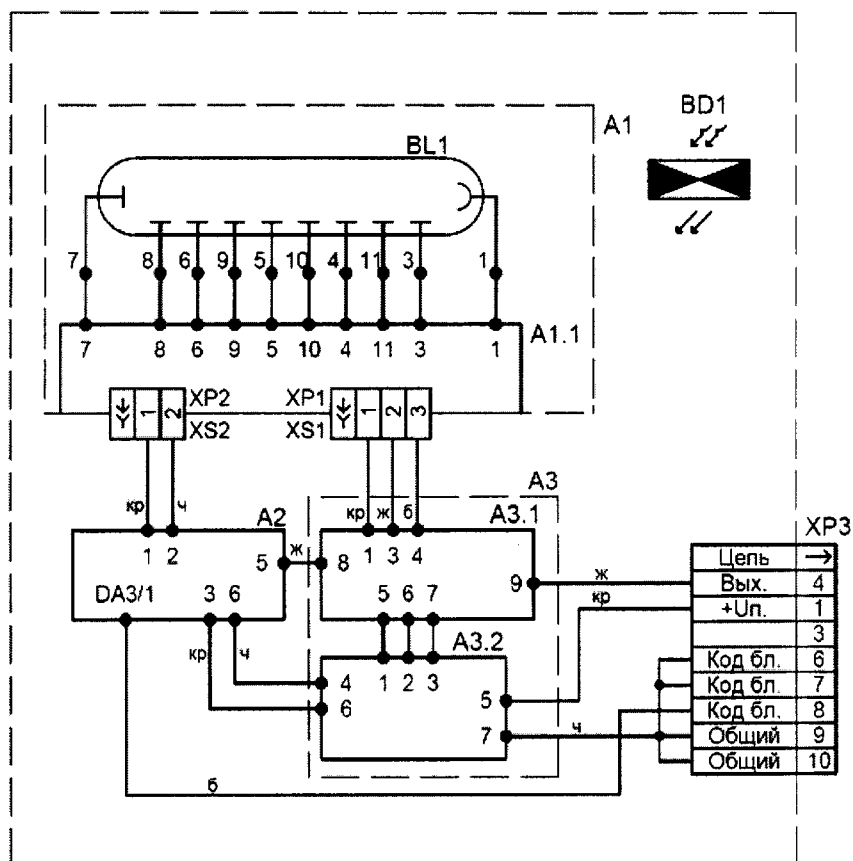 BD1
A1
BL1
7 8 6 9 5 10 4 11 3 1
A1.1
7 8 6 9 5 10 4 11 3 1
1 2 XP2 XP1 1 2 3
XS2 XS1
кр ч кр ж б
A3
A2 A3.1
XP3
1 2 5 ж 8 1 3 4
Цепь
DA3/1 3 6 9 ж Вых. 4
5 6 7 кр +Uп. 1
3
A3.2
кр ч Код бл. 6
4 1 2 3 5 Код бл. 7
6 Код бл. 8
7 ч Общий 9
Общий 10
б